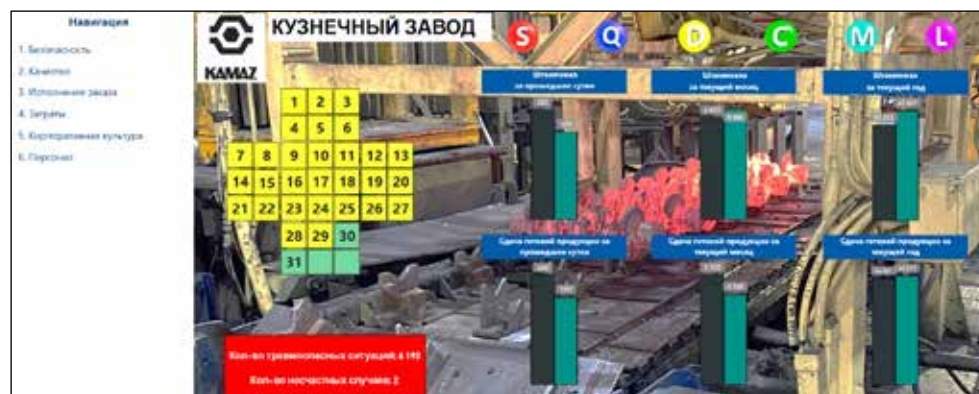 Навигация
1. Безопасность
2. Качество
3. Исполнение заказа
4. Затраты
5. Корпоративная культура
6. Персонал
KAMAZ
КУЗНЕЧНЫЙ ЗАВОД
S Q D C M L
Штамповка
за прошедшие сутки
Штамповка
за текущий месяц
Штамповка
за текущий год
1 2 3
4 5 6
7 8 9 10 11 12 13
14 15 16 17 18 19 20
21 22 23 24 25 26 27
28 29 30
31
Сдача готовой продукции за
прошедшие сутки
Сдача готовой продукции за
текущий месяц
Сдача готовой продукции за
текущий год
Кол-во травмоопасных ситуаций:
Кол-во несчастных случаев: 2